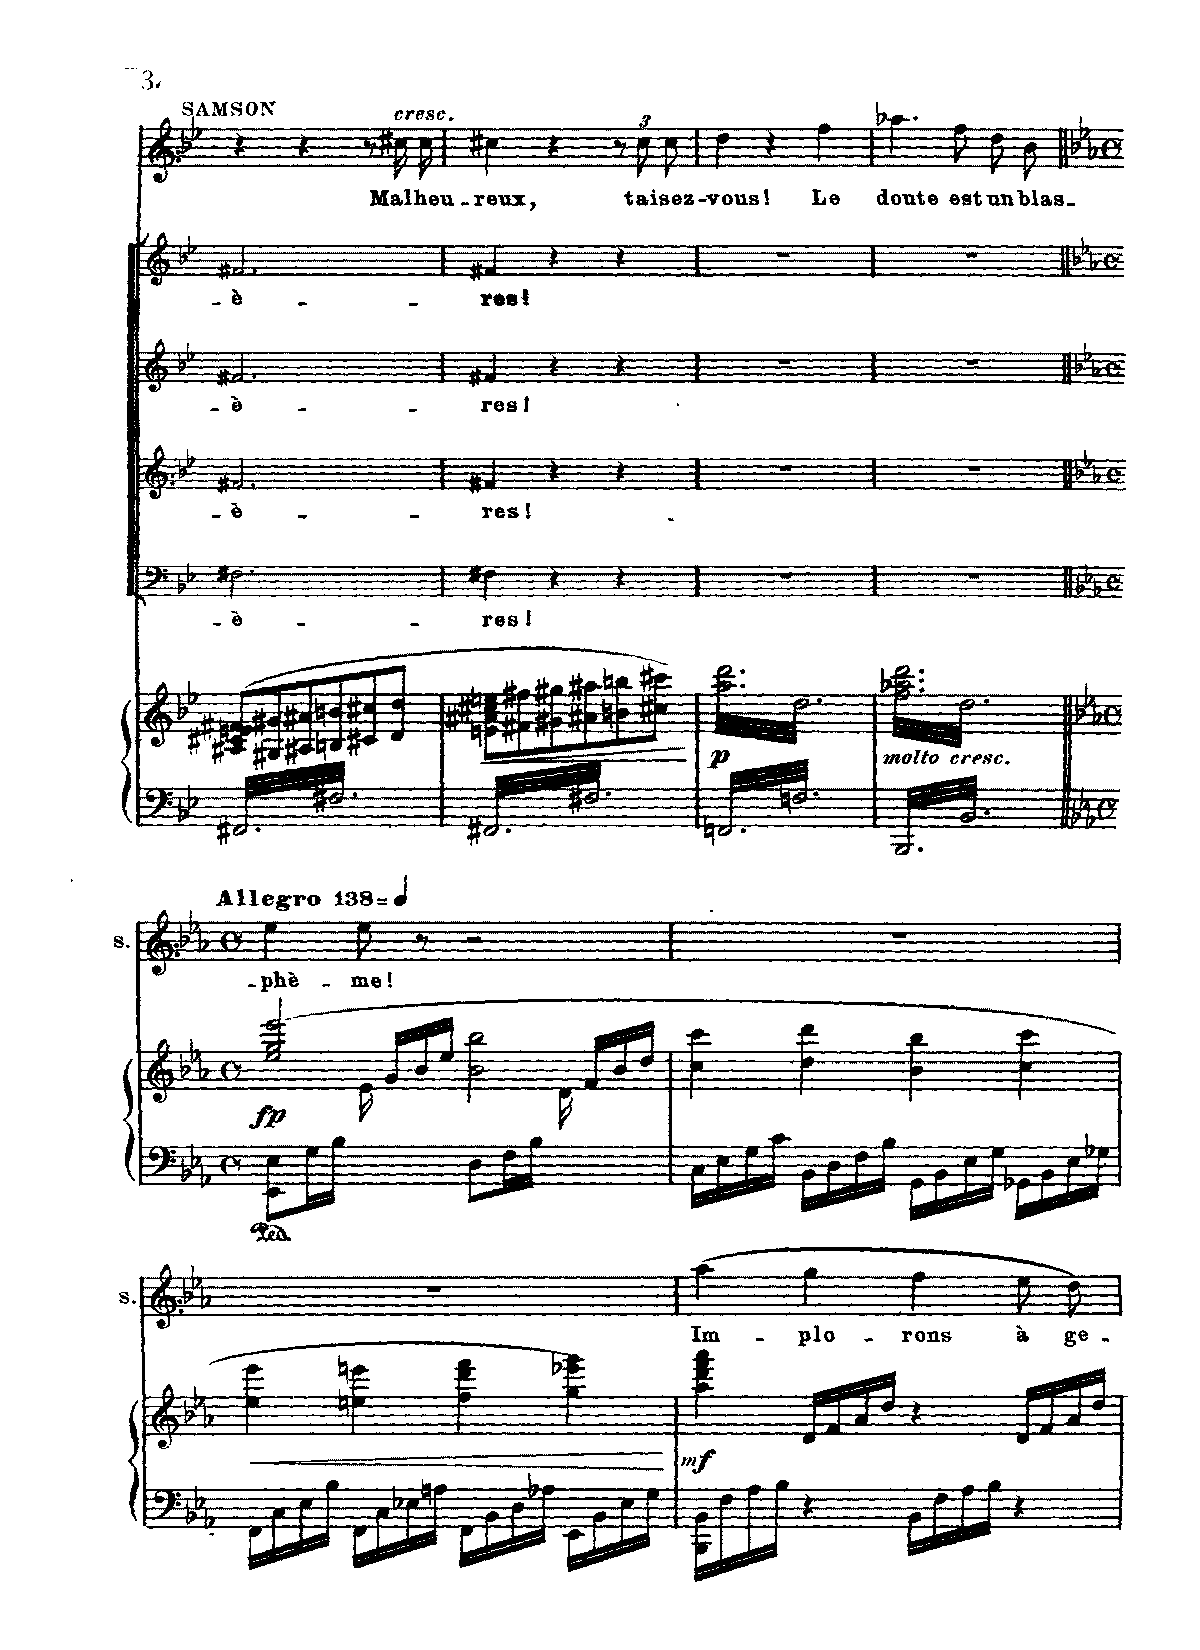 3
SAMSON
cresc.
3
Malheu-reux, taisez-vous! Le doute est un blas-
-è - - res!
-è - - res!
-è - - res!
-è - - res!
p molto cresc.
Allegro 138=♩
S.
-phè - me!
fp
Ped.
S.
Im - plo - rons à ge-
mf